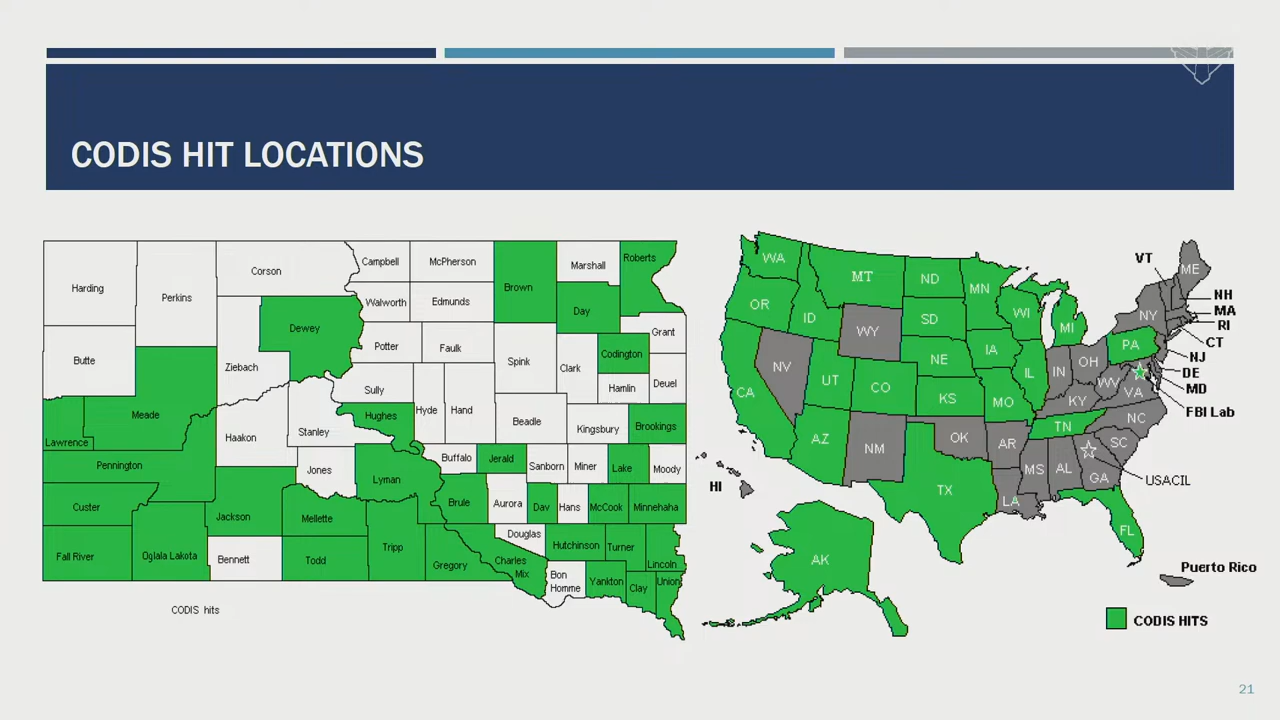 CODIS HIT LOCATIONS
Harding
Perkins
Corson
Campbell
McPherson
Brown
Marshall
Roberts
Walworth
Edmunds
Day
Grant
Dewey
Butte
Ziebach
Potter
Faulk
Spink
Clark
Codington
Hamlin
Deuel
Meade
Sully
Lawrence
Haakon
Stanley
Hughes
Hyde
Hand
Beadle
Kingsbury
Brookings
Pennington
Jones
Lyman
Buffalo
Jerald
Sanborn
Miner
Lake
Moody
Custer
Jackson
Mellette
Brule
Aurora
Dav
Hans
McCook
Minnehaha
Fall River
Oglala Lakota
Bennett
Todd
Tripp
Gregory
Charles
Mix
Douglas
Hutchinson
Turner
Lincoln
Bon
Homme
Yankton
Clay
Union
CODIS hits
WA
MT
ND
MN
OR
ID
WY
SD
WI
MI
NY
VT
ME
NH
MA
RI
CT
NJ
DE
MD
FBI Lab
PA
CA
NV
UT
CO
NE
KS
IA
MO
IL
IN
OH
WV
VA
KY
NC
TN
SC
AZ
NM
OK
AR
TX
LA
MS
AL
GA
FL
USACIL
HI
AK
Puerto Rico
CODIS HITS
21